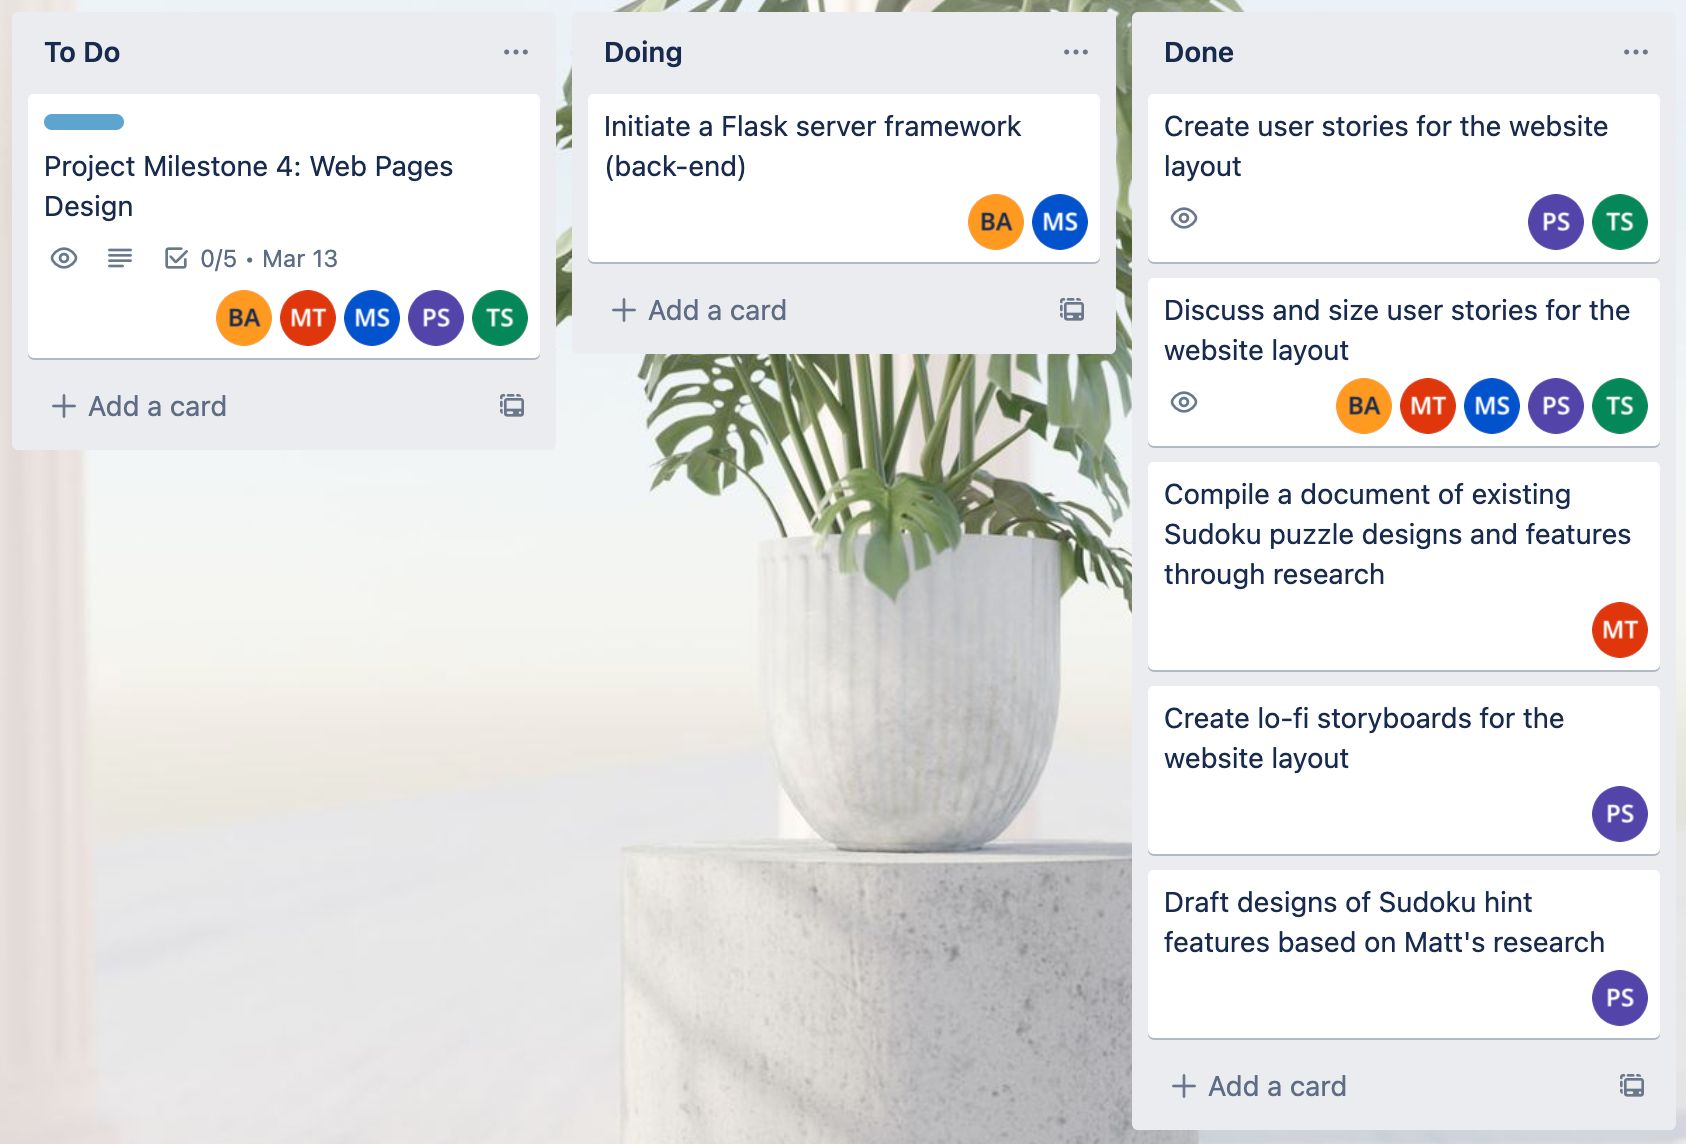 To Do
Project Milestone 4: Web Pages
Design
0/5 • Mar 13
BA MT MS PS TS
+ Add a card
Doing
Initiate a Flask server framework
(back-end)
BA MS
+ Add a card
Done
Create user stories for the website
layout
PS TS
Discuss and size user stories for the
website layout
BA MT MS PS TS
Compile a document of existing
Sudoku puzzle designs and features
through research
MT
Create lo-fi storyboards for the
website layout
PS
Draft designs of Sudoku hint
features based on Matt's research
PS
+ Add a card